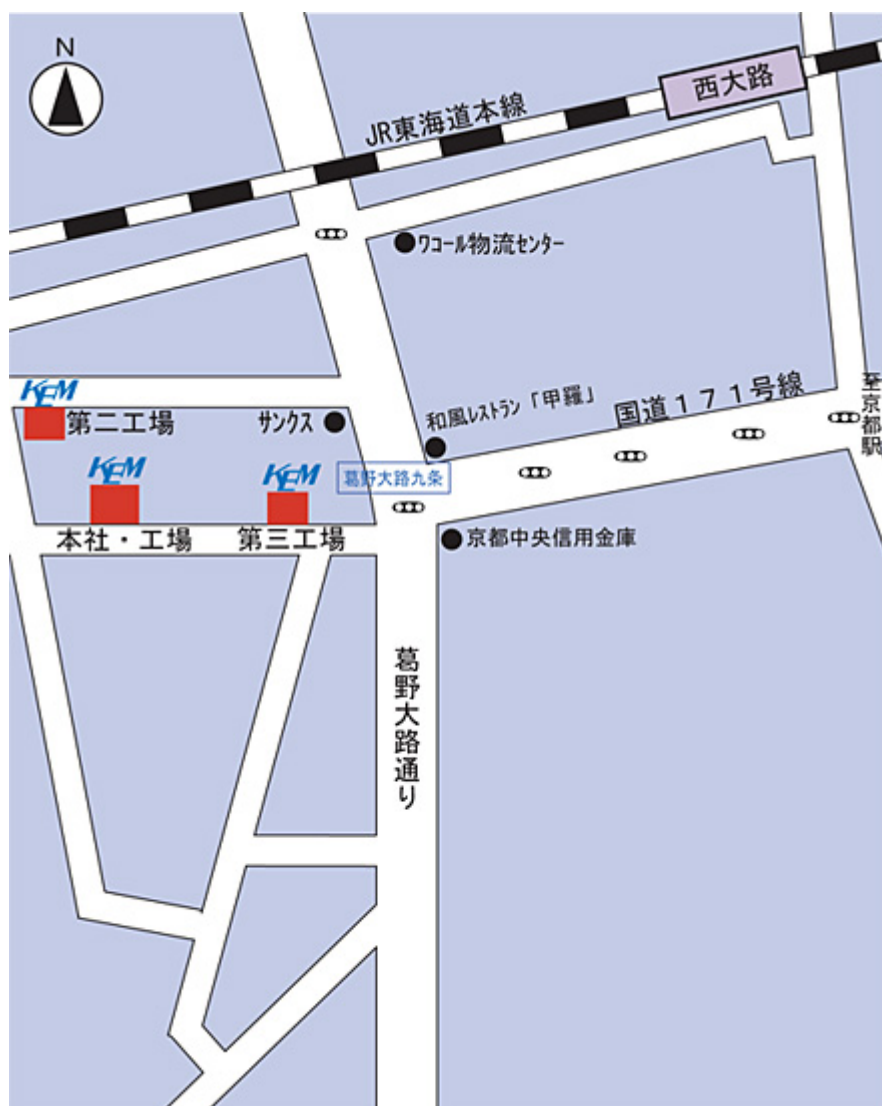 N
西大路
JR東海道本線
ワコール物流センター
至京都駅
国道171号線
和風レストラン「甲羅」
KEM
第二工場
サンクス
KEM
KEM
葛野大路九条
本社・工場
第三工場
京都中央信用金庫
葛野大路通り